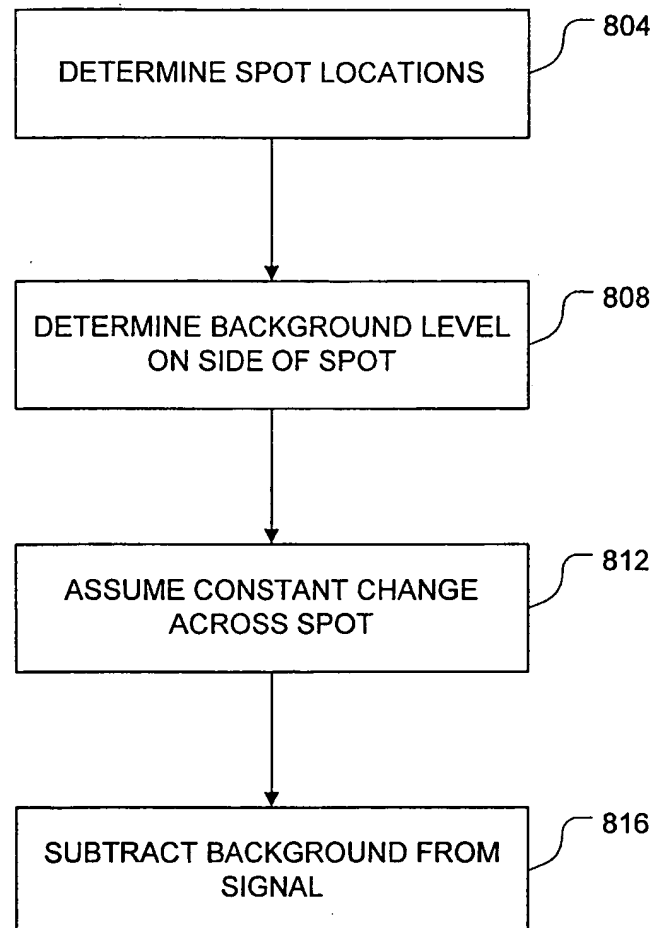 804
DETERMINE SPOT LOCATIONS
808
DETERMINE BACKGROUND LEVEL
ON SIDE OF SPOT
812
ASSUME CONSTANT CHANGE
ACROSS SPOT
816
SUBTRACT BACKGROUND FROM
SIGNAL